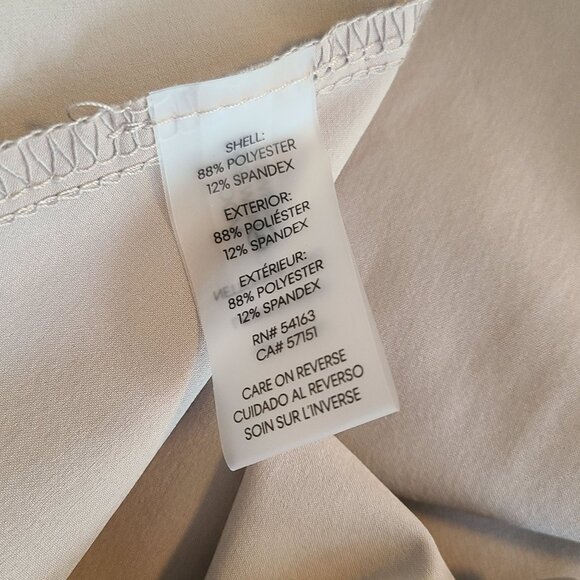 SHELL:
88% POLYESTER
12% SPANDEX
EXTERIOR:
88% POLIÉSTER
12% SPANDEX
EXTÉRIEUR:
88% POLYESTER
12% SPANDEX
RN# 54163
CA# 57151
CARE ON REVERSE
CUIDADO AL REVERSO
SOIN SUR L'INVERSE